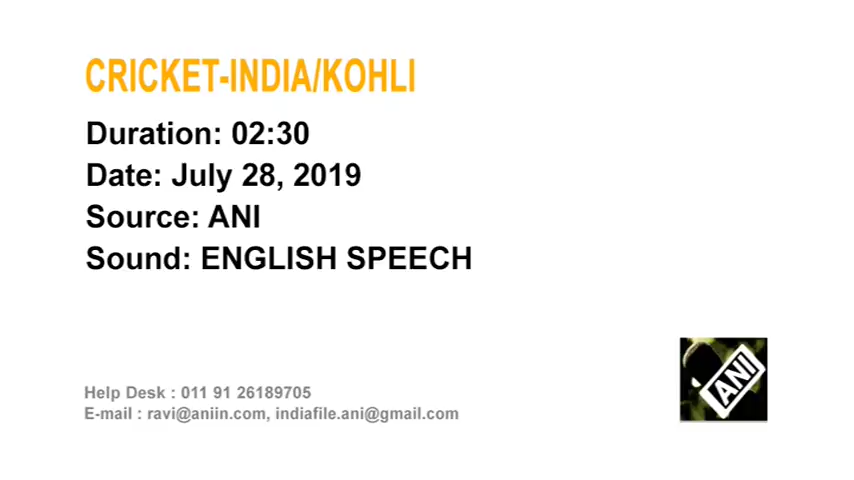 CRICKET-INDIA/KOHLI
Duration: 02:30
Date: July 28, 2019
Source: ANI
Sound: ENGLISH SPEECH
Help Desk : 011 91 26189705
E-mail : ravi@aniin.com, indiafile.ani@gmail.com
ANI